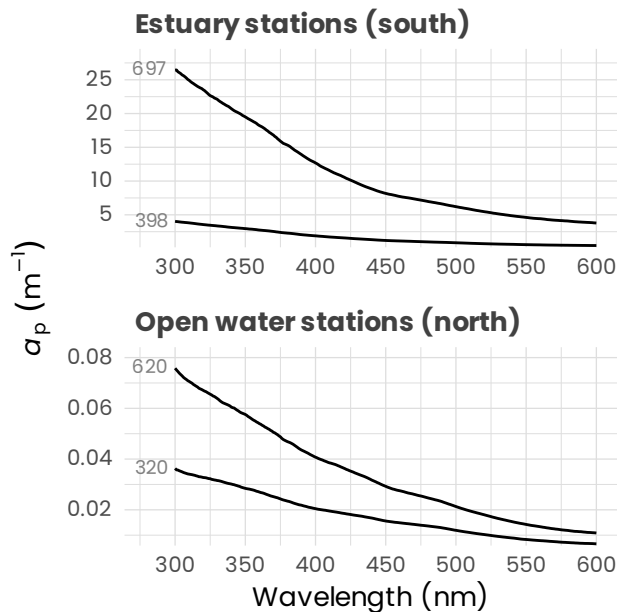 Estuary stations (south)
697
25
20
15
10
398
5
300 350 400 450 500 550 600
aₚ (m⁻¹)
Open water stations (north)
0.08
620
0.06
0.04
320
0.02
300 350 400 450 500 550 600
Wavelength (nm)